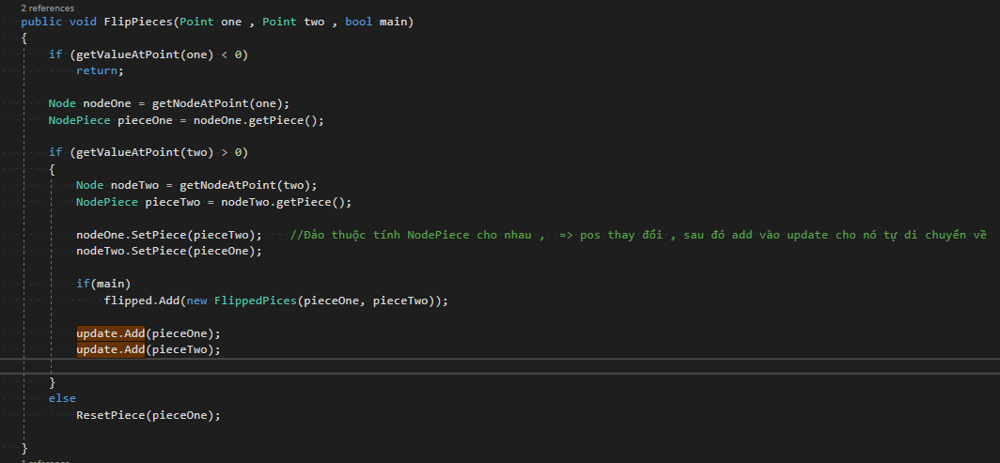 2 references
public void FlipPieces(Point one , Point two , bool main)
{
if (getValueAtPoint(one) < 0)
return;
Node nodeOne = getNodeAtPoint(one);
NodePiece pieceOne = nodeOne.getPiece();
if (getValueAtPoint(two) > 0)
{
Node nodeTwo = getNodeAtPoint(two);
NodePiece pieceTwo = nodeTwo.getPiece();
nodeOne.SetPiece(pieceTwo); //Đảo thuộc tính NodePiece cho nhau , => pos thay đổi , sau đó add vào update cho nó tự di chuyển về
nodeTwo.SetPiece(pieceOne);
if(main)
flipped.Add(new FlippedPices(pieceOne, pieceTwo));
update.Add(pieceOne);
update.Add(pieceTwo);
}
else
ResetPiece(pieceOne);
}